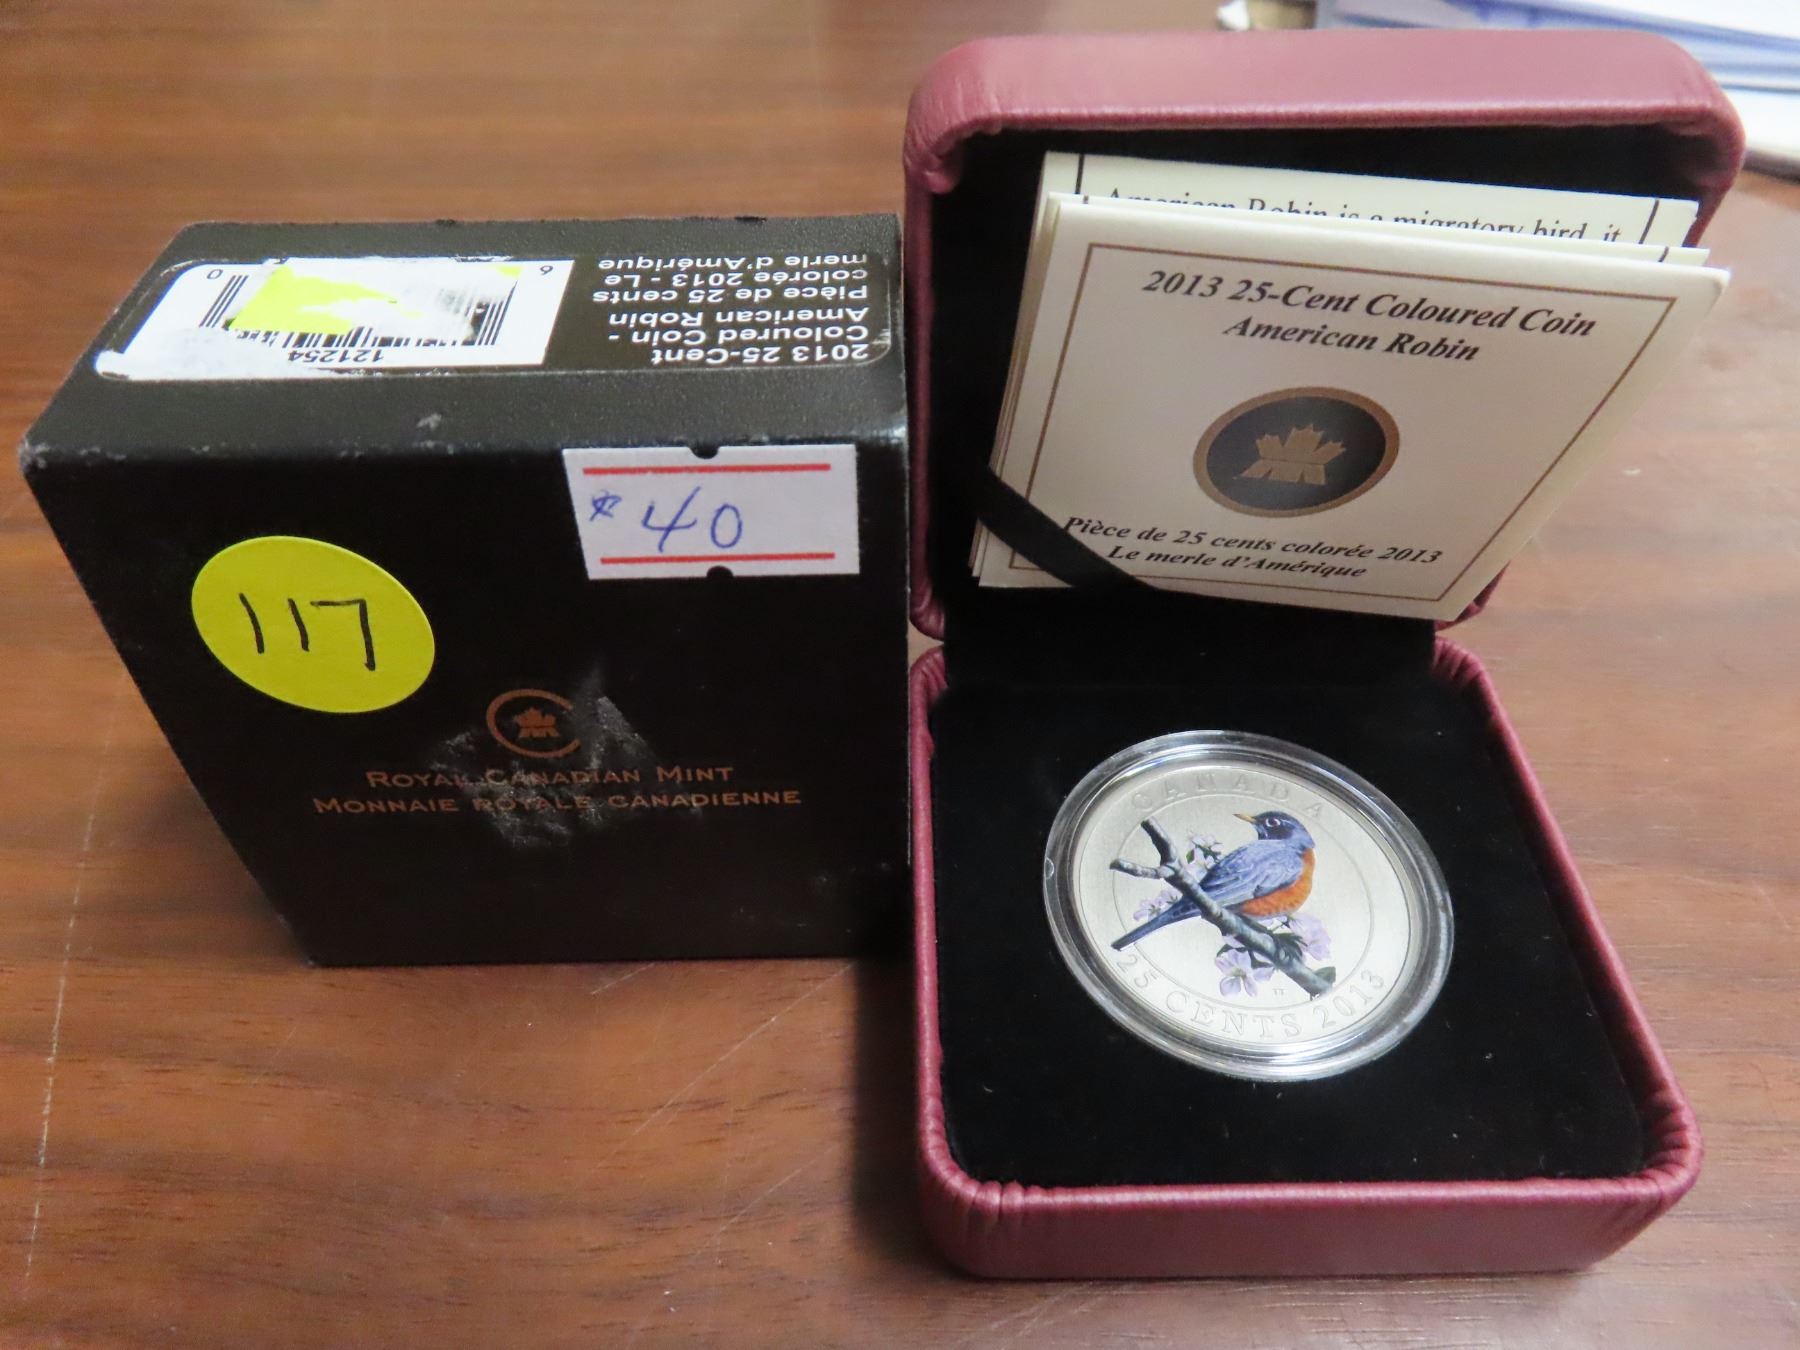 2013 25-Cent
Coloured Coin -
American Robin
Pièce de 25 cents
colorée 2013 - Le
merle d'Amérique
121254
0
6
* 40
117
ROYAL CANADIAN MINT
MONNAIE ROYALE CANADIENNE
American Robin is a migratory bird, it
2013 25-Cent Coloured Coin
American Robin
Pièce de 25 cents colorée 2013
Le merle d'Amérique
CANADA
25 CENTS 2013